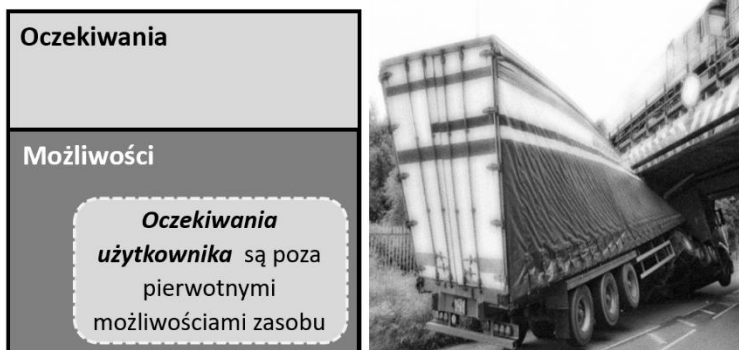 Oczekiwania
Możliwości
Oczekiwania
użytkownika są poza
pierwotnymi
możliwościami zasobu